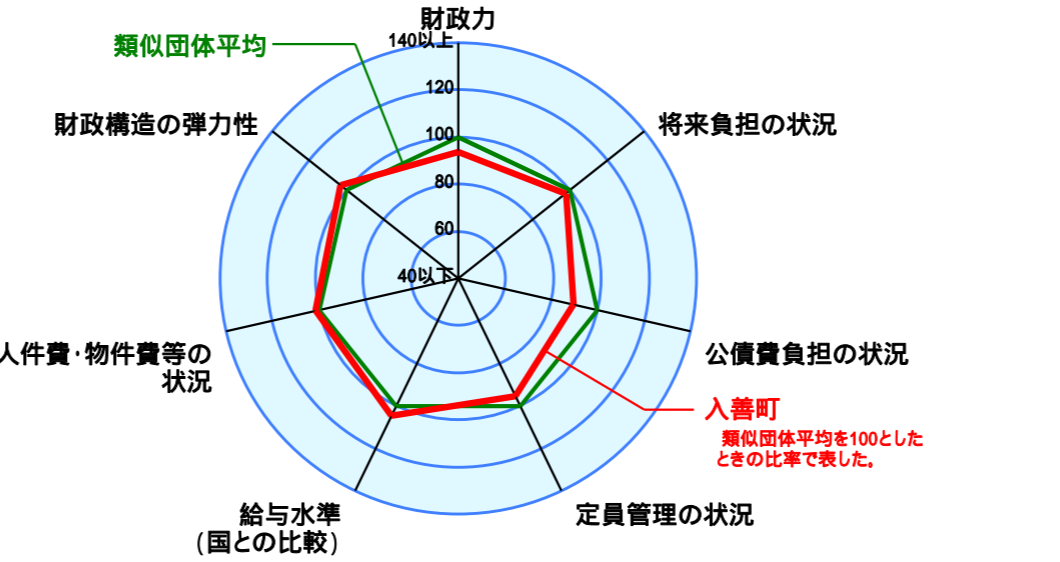 財政力
類似団体平均
140以上
120
100
80
60
40以下
財政構造の弾力性
将来負担の状況
人件費・物件費等の
状況
公債費負担の状況
入善町
類似団体平均を100とした
ときの比率で表した。
給与水準
(国との比較)
定員管理の状況